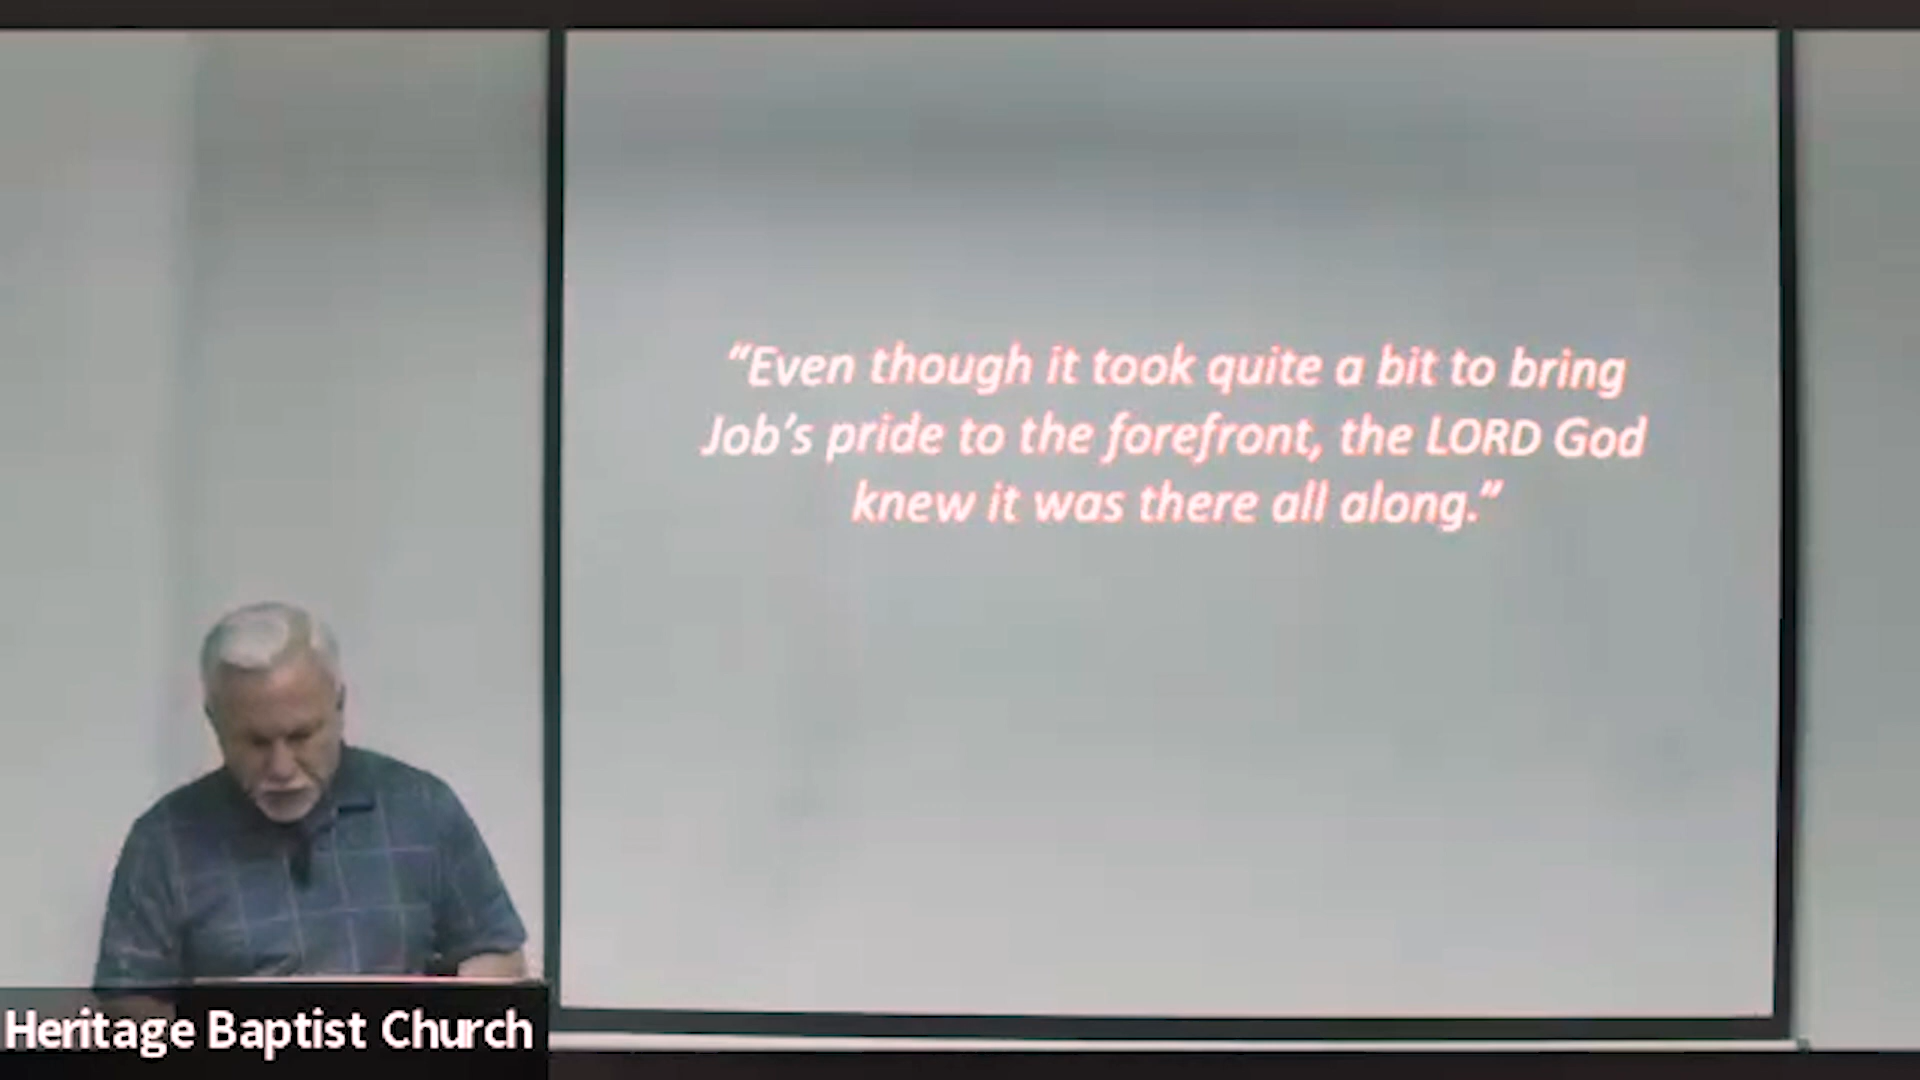 “Even though it took quite a bit to bring
Job’s pride to the forefront, the LORD God
knew it was there all along.”
Heritage Baptist Church